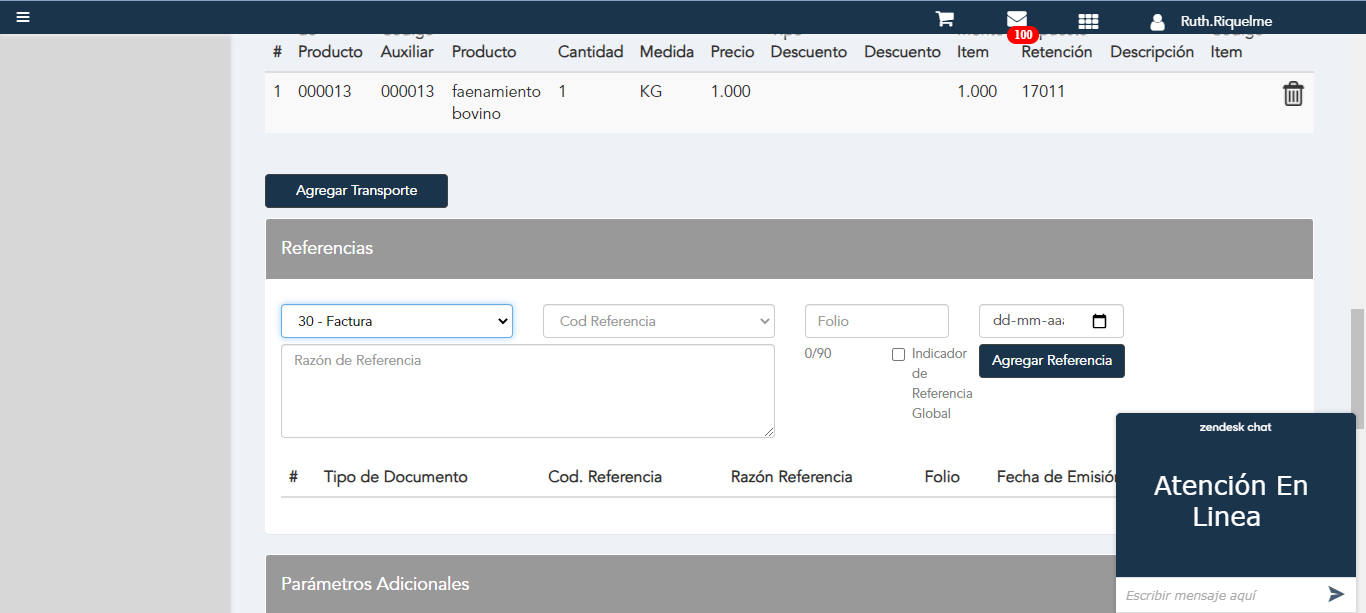 Ruth.Riquelme
100
# Producto Auxiliar Producto Cantidad Medida Precio Descuento Descuento Item Retención Descripción Item
1 000013 000013 faenamiento 1 KG 1.000 1.000 17011
bovino
Agregar Transporte
Referencias
30 - Factura Cod Referencia Folio dd-mm-aa
Razón de Referencia 0/90 Indicador Agregar Referencia
de
Referencia
Global
# Tipo de Documento Cod. Referencia Razón Referencia Folio Fecha de Emisión
Parámetros Adicionales
zendesk chat
Atención En
Linea
Escribir mensaje aquí